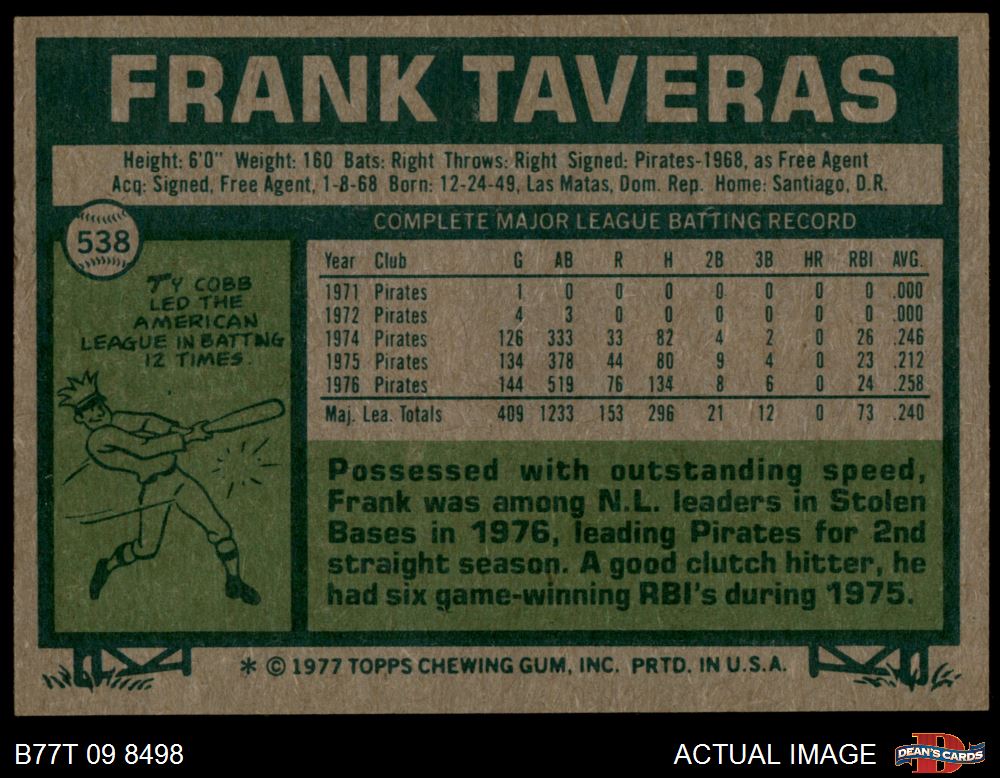 FRANK TAVERAS
Height: 6'0" Weight: 160 Bats: Right Throws: Right Signed: Pirates-1968, as Free Agent
Acq: Signed, Free Agent, 1-8-68 Born: 12-24-49, Las Matas, Dom. Rep. Home: Santiago, D.R.
538
TY COBB
LED THE
AMERICAN
LEAGUE IN BATTING
12 TIMES.
COMPLETE MAJOR LEAGUE BATTING RECORD
Year Club G AB R H 2B 3B HR RBI AVG.
1971 Pirates 1 0 0 0 0 0 0 0 .000
1972 Pirates 4 3 0 0 0 0 0 0 .000
1974 Pirates 126 333 33 82 4 2 0 26 .246
1975 Pirates 134 378 44 80 9 4 0 23 .212
1976 Pirates 144 519 76 134 8 6 0 24 .258
Maj. Lea. Totals 409 1233 153 296 21 12 0 73 .240
Possessed with outstanding speed,
Frank was among N.L. leaders in Stolen
Bases in 1976, leading Pirates for 2nd
straight season. A good clutch hitter, he
had six game-winning RBI's during 1975.
* © 1977 TOPPS CHEWING GUM, INC. PRTD. IN U.S.A.
B77T 09 8498
ACTUAL IMAGE
D
DEAN'S CARDS